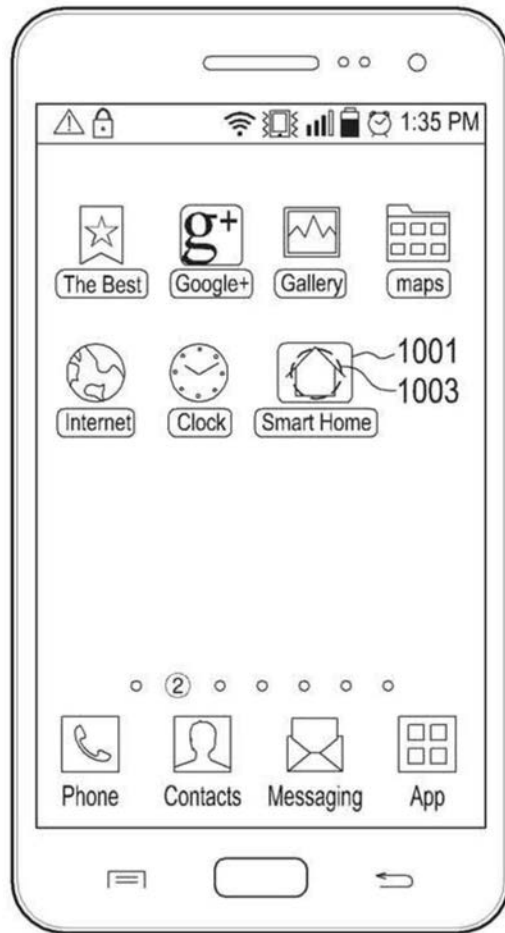 1:35 PM
g+
The Best Google+ Gallery maps
1001
1003
Internet Clock Smart Home
2
Phone Contacts Messaging App